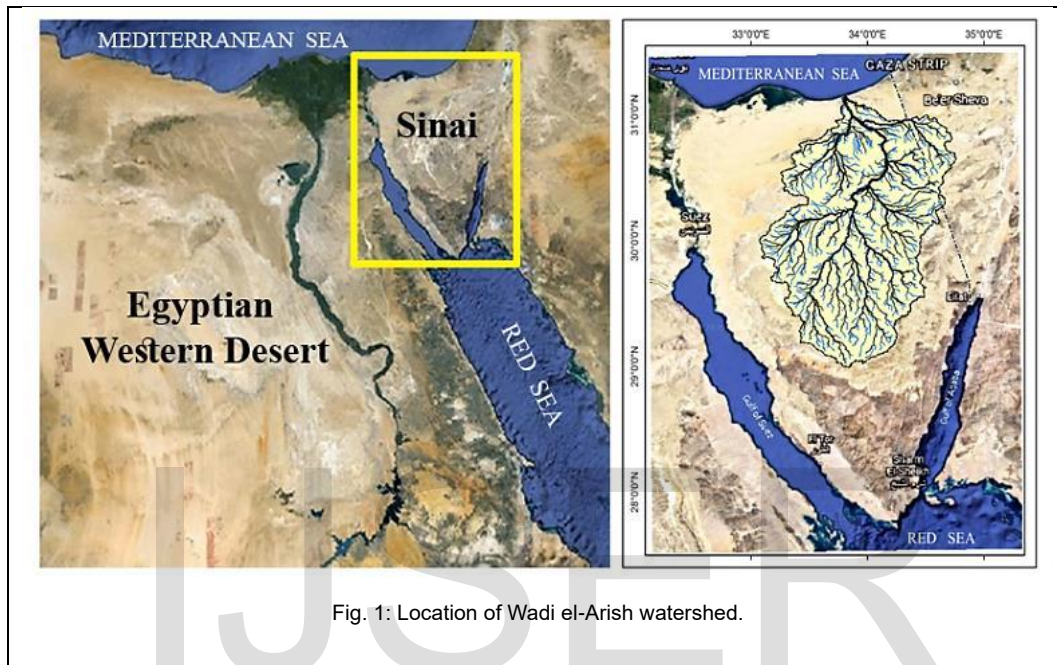 MEDITERRANEAN SEA
Sinai
Egyptian
Western Desert
RED SEA
33°0'0"E
34°0'0"E
35°0'0"E
MEDITERRANEAN SEA
GAZA STRIP
Be'er Sheva
31°0'0"N
Suez
السويس
30°0'0"N
Eilat
29°0'0"N
Gulf of Suez
Gulf of Aqaba
El Tor
Sharm
El-Sheikh
28°0'0"N
RED SEA
IJSER
Fig. 1: Location of Wadi el-Arish watershed.